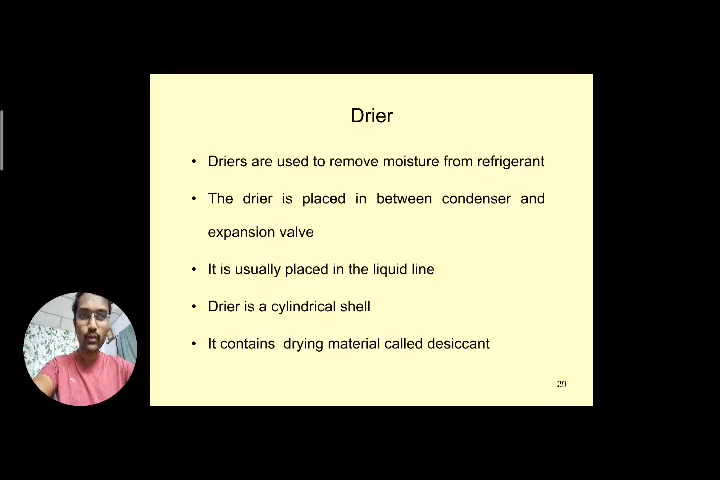 Drier
• Driers are used to remove moisture from refrigerant
• The drier is placed in between condenser and
expansion valve
• It is usually placed in the liquid line
• Drier is a cylindrical shell
• It contains drying material called desiccant
29